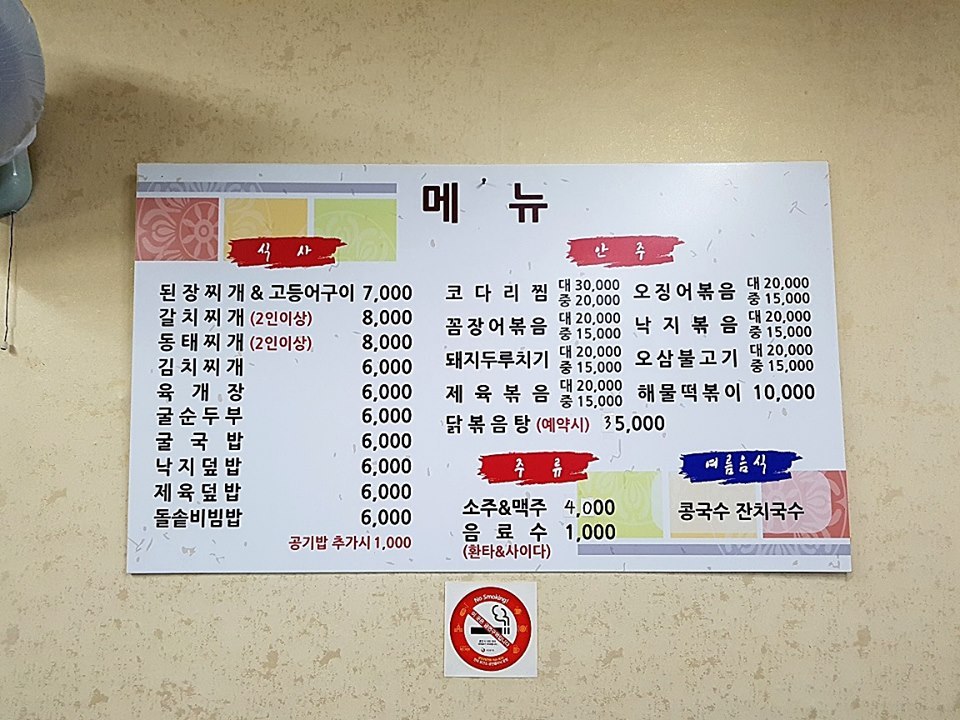 메 뉴
식 사
된장찌개 & 고등어구이 7,000
갈치찌개 (2인이상) 8,000
동태찌개 (2인이상) 8,000
김치찌개 6,000
육 개 장 6,000
굴순두부 6,000
굴 국 밥 6,000
낙지덮밥 6,000
제육덮밥 6,000
돌솥비빔밥 6,000
공기밥 추가시 1,000
안 주
코 다 리 찜 대 30,000 중 20,000
꼼장어볶음 대 20,000 중 15,000
돼지두루치기 대 20,000 중 15,000
제 육 볶 음 대 20,000 중 15,000
닭볶음탕 (예약시) 35,000
오징어볶음 대 20,000 중 15,000
낙 지 볶 음 대 20,000 중 15,000
오삼불고기 대 20,000 중 15,000
해물떡볶이 10,000
주 류
소주&맥주 4,000
음 료 수 1,000
(환타&사이다)
여름음식
콩국수 잔치국수
No Smoking!